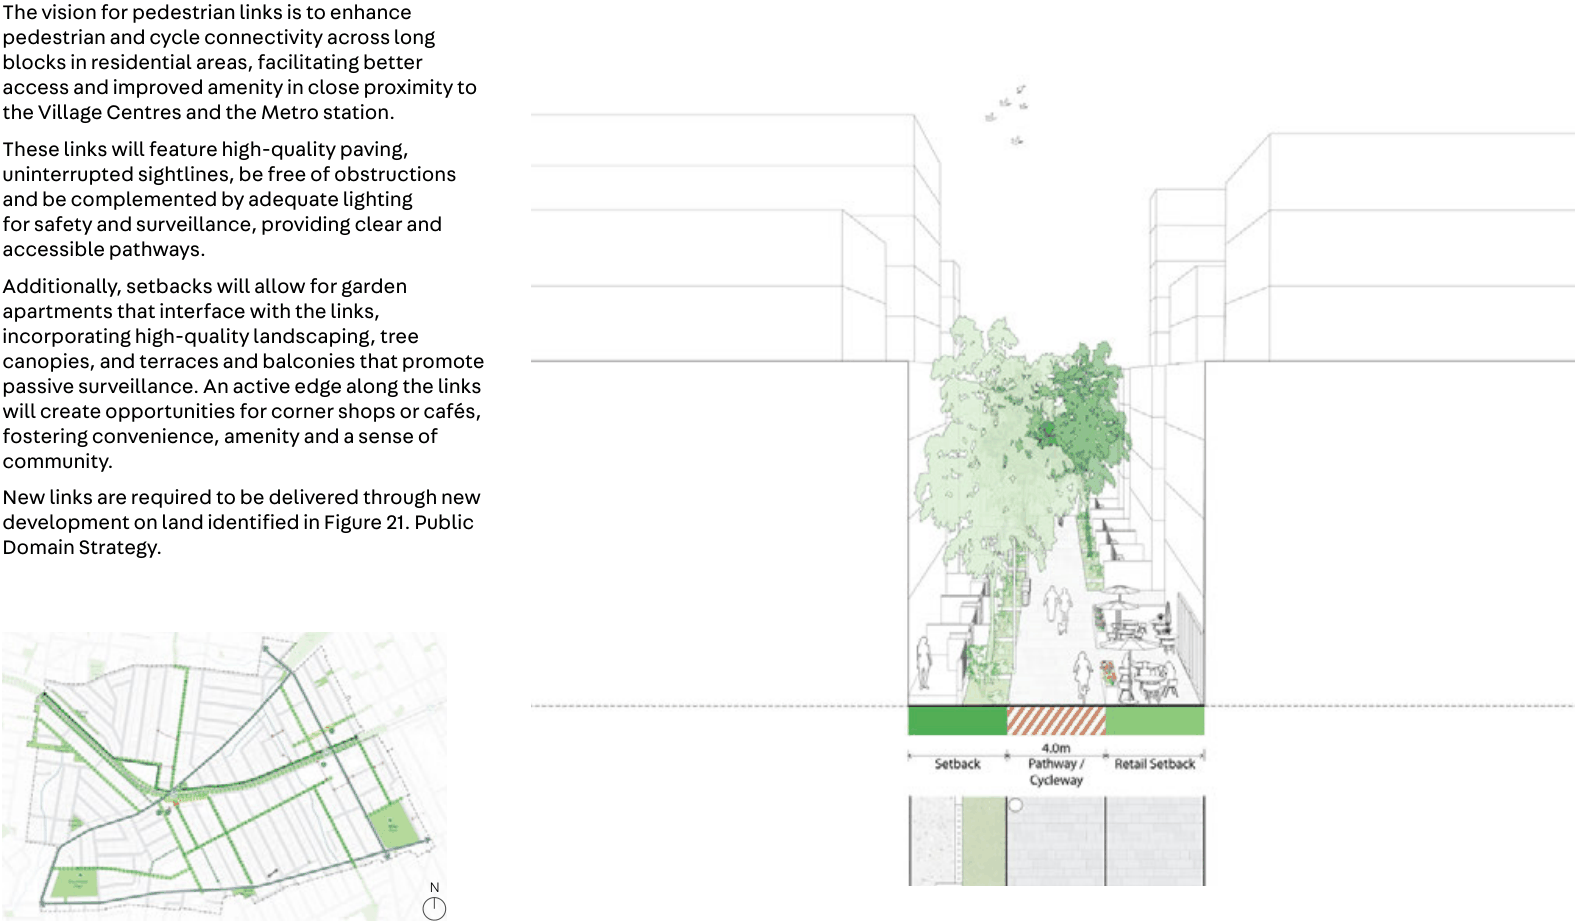 The vision for pedestrian links is to enhance
pedestrian and cycle connectivity across long
blocks in residential areas, facilitating better
access and improved amenity in close proximity to
the Village Centres and the Metro station.
These links will feature high-quality paving,
uninterrupted sightlines, be free of obstructions
and be complemented by adequate lighting
for safety and surveillance, providing clear and
accessible pathways.
Additionally, setbacks will allow for garden
apartments that interface with the links,
incorporating high-quality landscaping, tree
canopies, and terraces and balconies that promote
passive surveillance. An active edge along the links
will create opportunities for corner shops or cafés,
fostering convenience, amenity and a sense of
community.
New links are required to be delivered through new
development on land identified in Figure 21. Public
Domain Strategy.
N
4.0m
Setback
Pathway /
Cycleway
Retail Setback